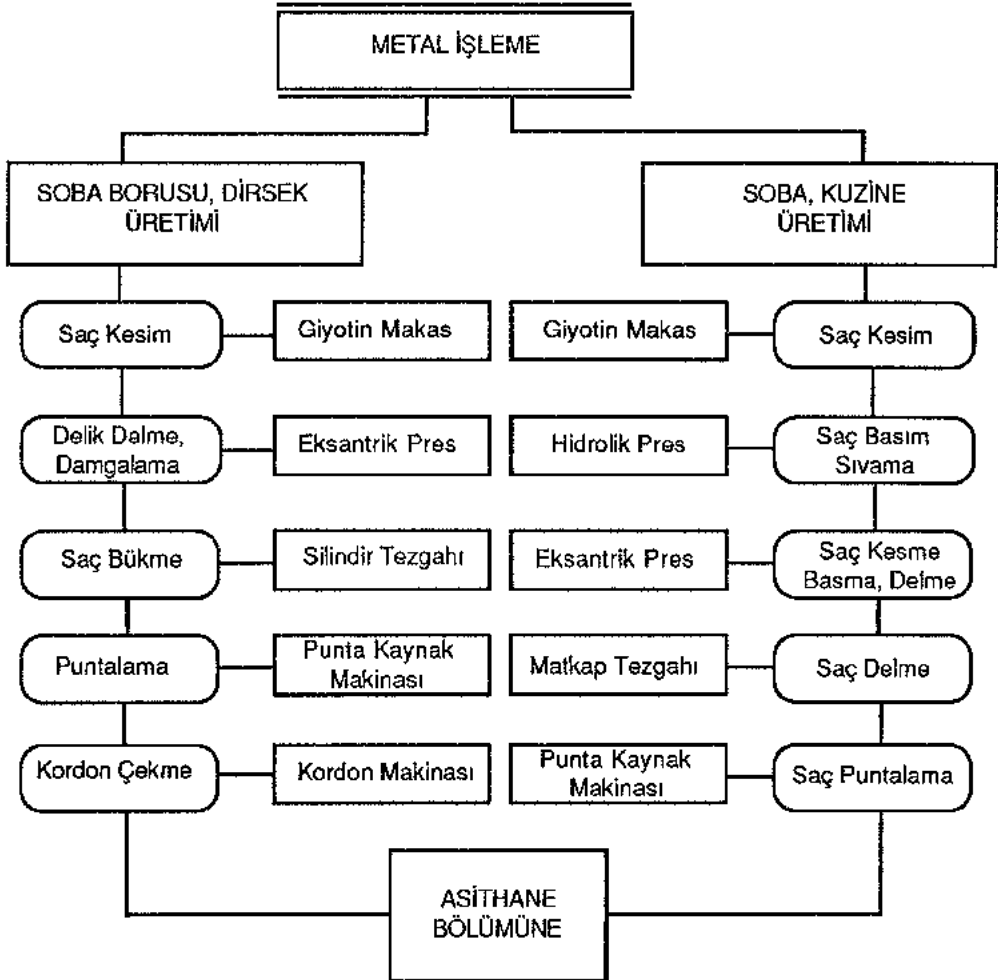 METAL İŞLEME
SOBA BORUSU, DİRSEK
ÜRETİMİ
SOBA, KUZİNE
ÜRETİMİ
Saç Kesim
Giyotin Makas
Giyotin Makas
Saç Kesim
Delik Delme,
Damgalama
Eksantrik Pres
Hidrolik Pres
Saç Basım
Sıvama
Saç Bükme
Silindir Tezgahı
Eksantrik Pres
Saç Kesme
Basma, Delme
Puntalama
Punta Kaynak
Makinası
Matkap Tezgahı
Saç Delme
Kordon Çekme
Kordon Makinası
Punta Kaynak
Makinası
Saç Puntalama
ASİTHANE
BÖLÜMÜNE